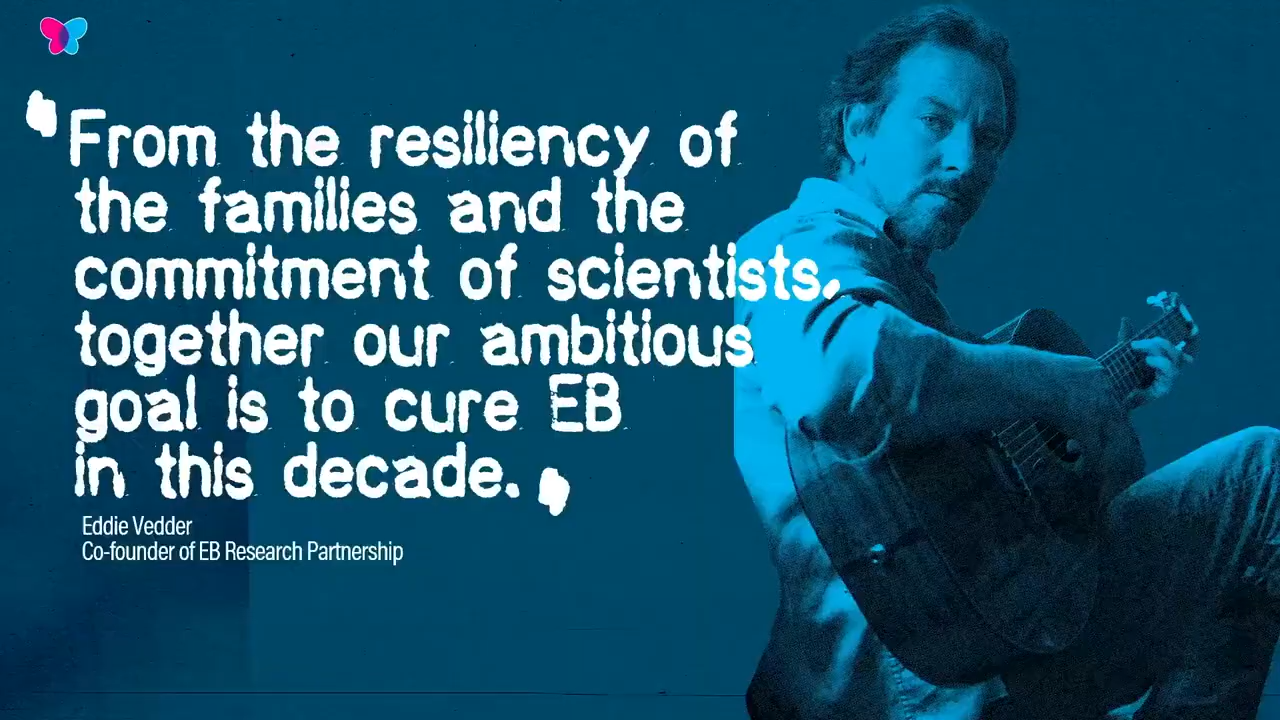 ‘From the resiliency of
the families and the
commitment of scientists,
together our ambitious
goal is to cure EB
in this decade.’
Eddie Vedder
Co-founder of EB Research Partnership